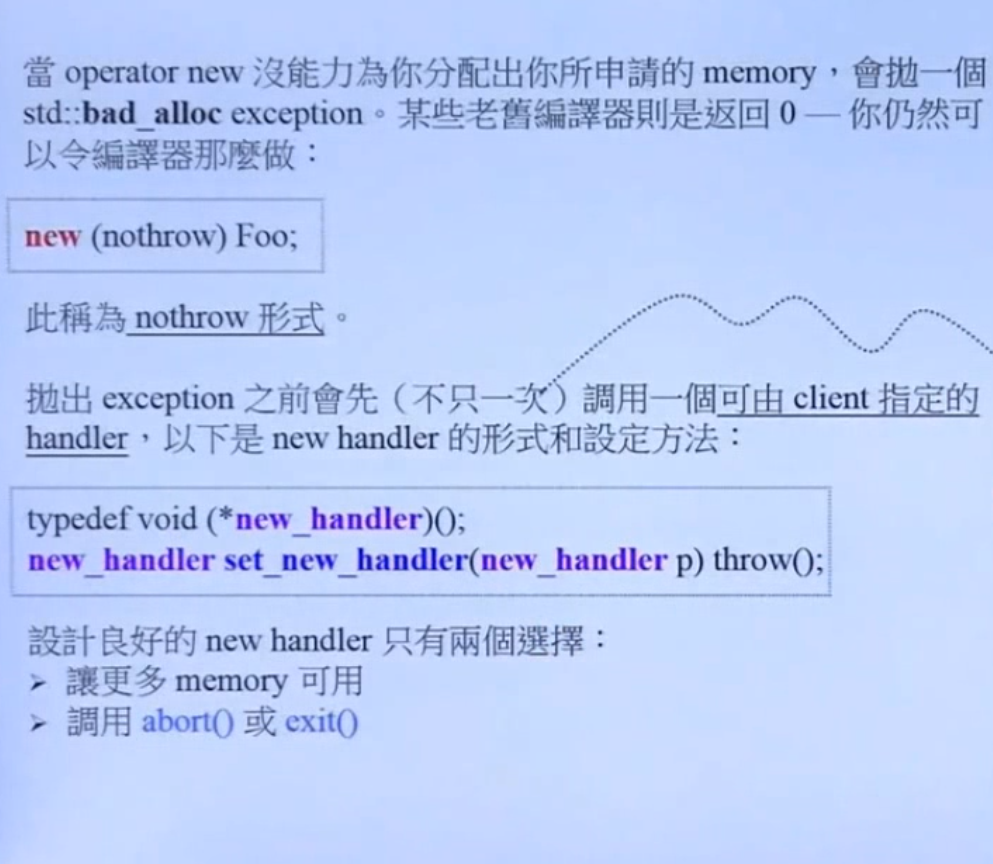 當 operator new 沒能力為你分配出你所申請的 memory，會拋一個
std::bad_alloc exception。某些老舊編譯器則是返回 0 — 你仍然可
以令編譯器那麼做：
new (nothrow) Foo;
此稱為 nothrow 形式。
拋出 exception 之前會先（不只一次）調用一個可由 client 指定的
handler，以下是 new handler 的形式和設定方法：
typedef void (*new_handler)();
new_handler set_new_handler(new_handler p) throw();
設計良好的 new handler 只有兩個選擇：
➢ 讓更多 memory 可用
➢ 調用 abort() 或 exit()